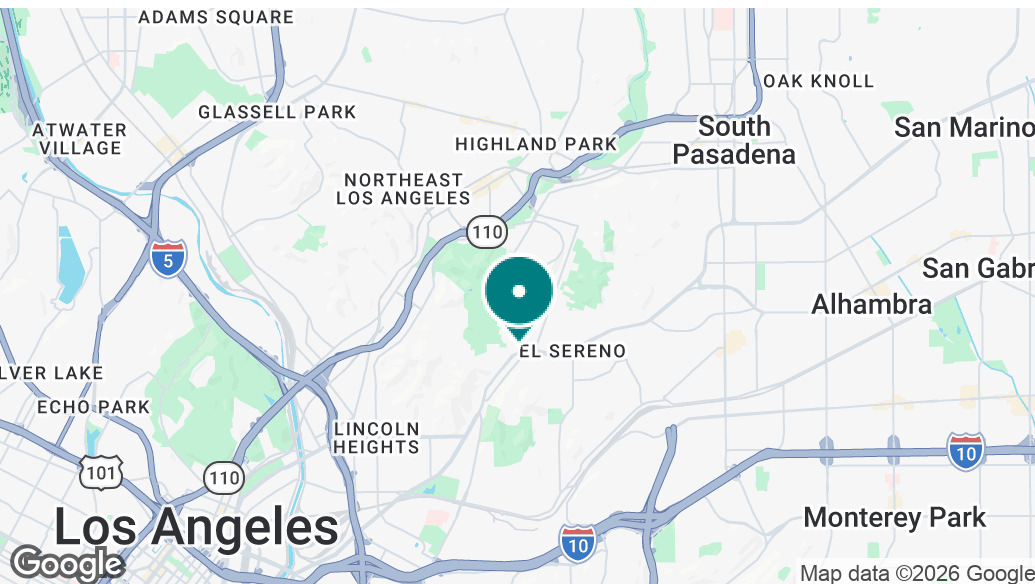 ADAMS SQUARE
OAK KNOLL
GLASSELL PARK
ATWATER
VILLAGE
South
Pasadena
San Marino
HIGHLAND PARK
NORTHEAST
LOS ANGELES
110
5
San Gabr
Alhambra
EL SERENO
LVER LAKE
ECHO PARK
LINCOLN
HEIGHTS
101
110
10
Los Angeles
10
Monterey Park
Google
Map data ©2026 Google